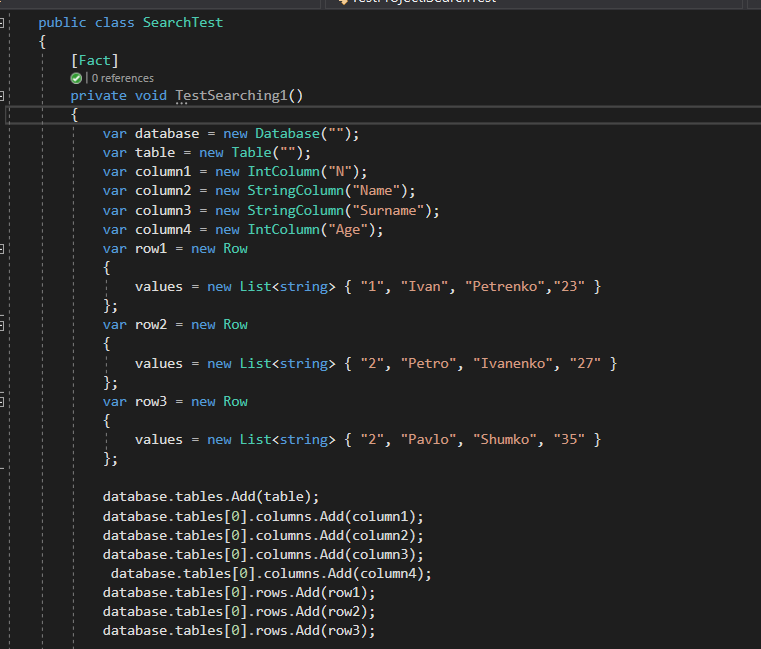 TestProject.SearchTest
public class SearchTest
{
[Fact]
| 0 references
private void TestSearching1()
{
var database = new Database("");
var table = new Table("");
var column1 = new IntColumn("N");
var column2 = new StringColumn("Name");
var column3 = new StringColumn("Surname");
var column4 = new IntColumn("Age");
var row1 = new Row
{
values = new List<string> { "1", "Ivan", "Petrenko","23" }
};
var row2 = new Row
{
values = new List<string> { "2", "Petro", "Ivanenko", "27" }
};
var row3 = new Row
{
values = new List<string> { "2", "Pavlo", "Shumko", "35" }
};
database.tables.Add(table);
database.tables[0].columns.Add(column1);
database.tables[0].columns.Add(column2);
database.tables[0].columns.Add(column3);
database.tables[0].columns.Add(column4);
database.tables[0].rows.Add(row1);
database.tables[0].rows.Add(row2);
database.tables[0].rows.Add(row3);